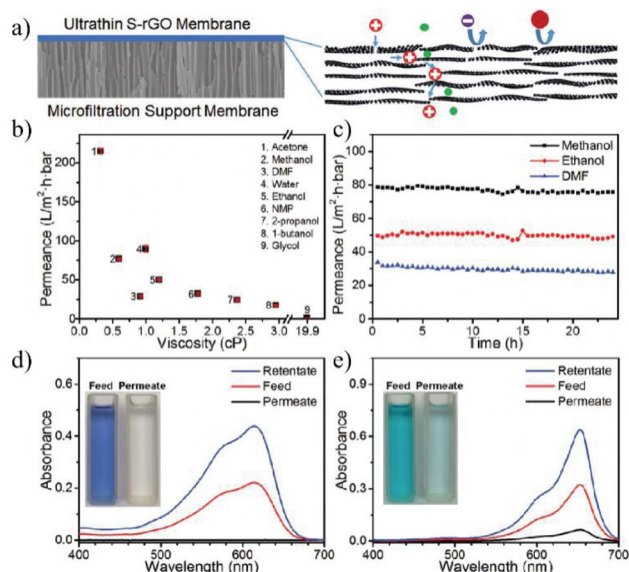 a)
Ultrathin S-rGO Membrane
Microfiltration Support Membrane
+
−
+
+
+
b)
Permeance (L/m²·h·bar)
200
150
100
50
0
1
2
3
4
5
6
7
8
9
1. Acetone
2. Methanol
3. DMF
4. Water
5. Ethanol
6. NMP
7. 2-propanol
8. 1-butanol
9. Glycol
0.0 0.5 1.0 1.5 2.0 2.5 3.0 19.9
Viscosity (cP)
c)
Permeance (L/m²·h·bar)
100
80
60
40
20
0
Methanol
Ethanol
DMF
0 5 10 15 20
Time (h)
d)
Absorbance
0.6
0.4
0.2
0.0
Feed Permeate
Retentate
Feed
Permeate
400 500 600 700
Wavelength (nm)
e)
Absorbance
0.9
0.6
0.3
0.0
Feed Permeate
Retentate
Feed
Permeate
400 500 600 700
Wavelength (nm)